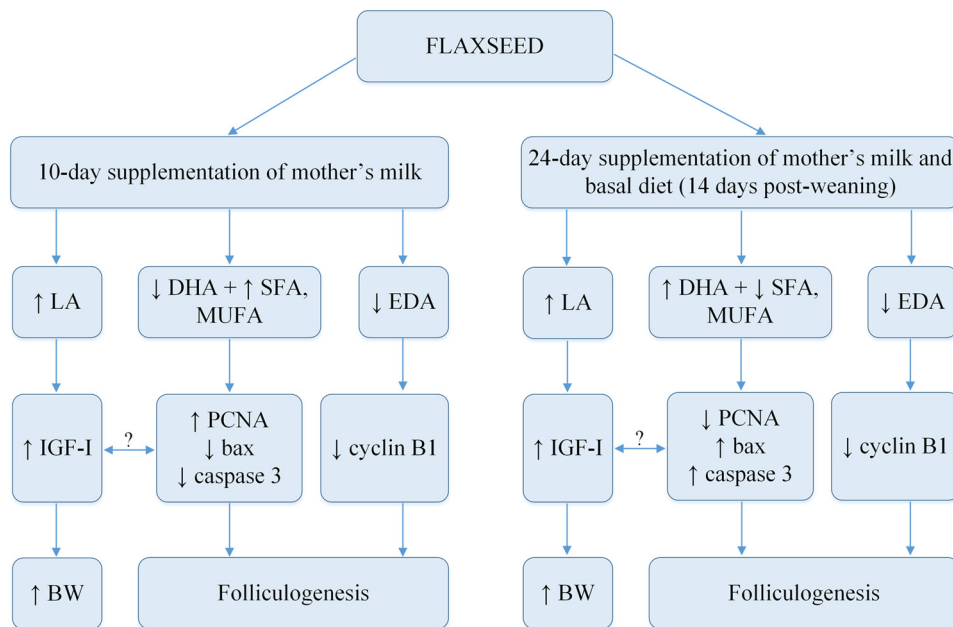 FLAXSEED
10-day supplementation of mother’s milk
↑ LA
↓ DHA + ↑ SFA,
MUFA
↓ EDA
↑ IGF-I
?
↑ PCNA
↓ bax
↓ caspase 3
↓ cyclin B1
↑ BW
Folliculogenesis
24-day supplementation of mother’s milk and
basal diet (14 days post-weaning)
↑ LA
↑ DHA + ↓ SFA,
MUFA
↓ EDA
↑ IGF-I
?
↓ PCNA
↑ bax
↑ caspase 3
↓ cyclin B1
↑ BW
Folliculogenesis